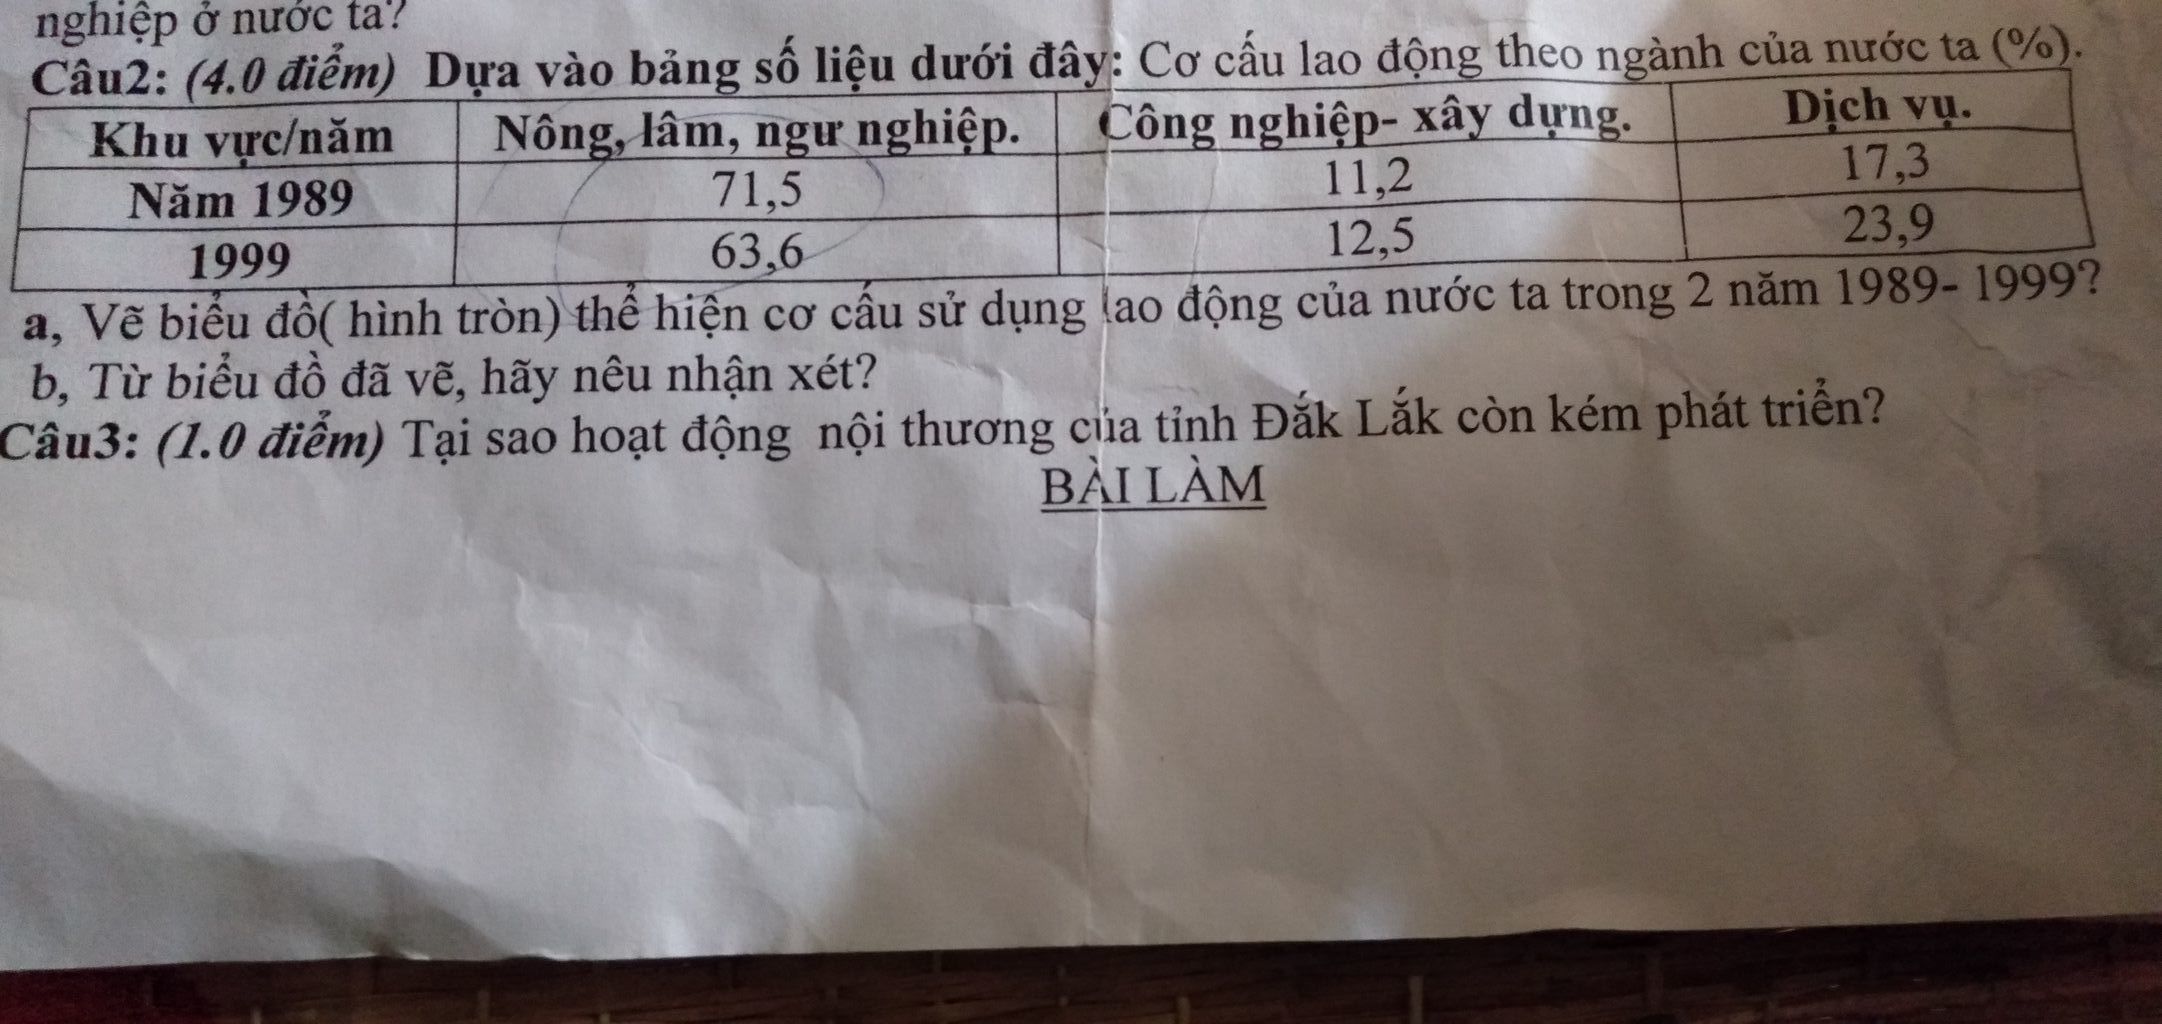 nghiệp ở nước ta?
Câu2: (4.0 điểm) Dựa vào bảng số liệu dưới đây: Cơ cấu lao động theo ngành của nước ta (%).
Khu vực/năm Nông, lâm, ngư nghiệp. Công nghiệp- xây dựng. Dịch vụ.
Năm 1989 71,5 11,2 17,3
1999 63,6 12,5 23,9
a, Vẽ biểu đồ( hình tròn) thể hiện cơ cấu sử dụng lao động của nước ta trong 2 năm 1989- 1999?
b, Từ biểu đồ đã vẽ, hãy nêu nhận xét?
Câu3: (1.0 điểm) Tại sao hoạt động nội thương của tỉnh Đắk Lắk còn kém phát triển?
BÀI LÀM